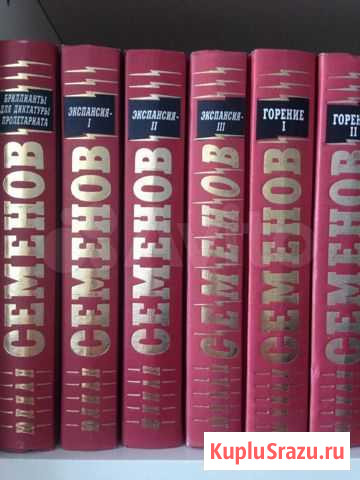 БРИЛЛИАНТЫ
ДЛЯ ДИКТАТУРЫ
ПРОЛЕТАРИАТА
СЕМЕНОВ
ЮЛИАН
ЭКСПАНСИЯ-
I
СЕМЕНОВ
ЮЛИАН
ЭКСПАНСИЯ-
II
СЕМЕНОВ
ЮЛИАН
ЭКСПАНСИЯ-
III
СЕМЕНОВ
ЮЛИАН
ГОРЕНИЕ
I
СЕМЕНОВ
ЮЛИАН
ГОРЕН
II
СЕМЕНОВ
KupluSrazu.ru